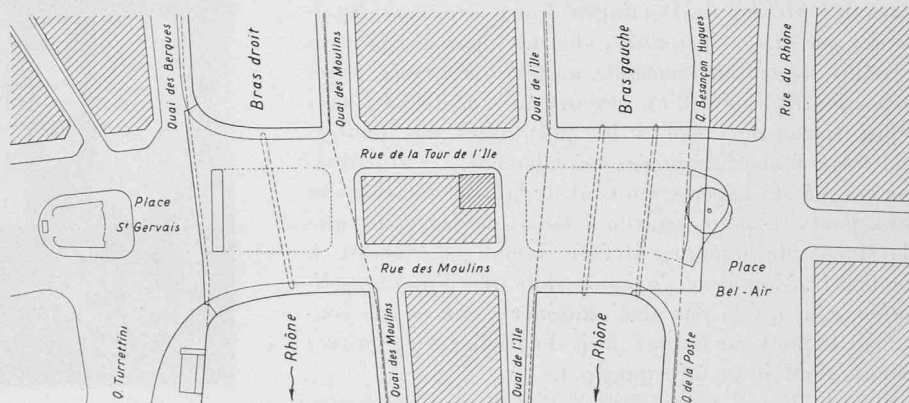 Quai des Berques
Bras droit
Quai des Moulins
Quai de l'Ile
Bras gauche
Q. Besançon Hugues
Rue du Rhône
Rue de la Tour de l'Ile
Place
St Gervais
Rue des Moulins
Place
Bel-Air
Q. Turrettini
Rhône
Quai des Moulins
Quai de l'Ile
Rhône
Q. de la Poste